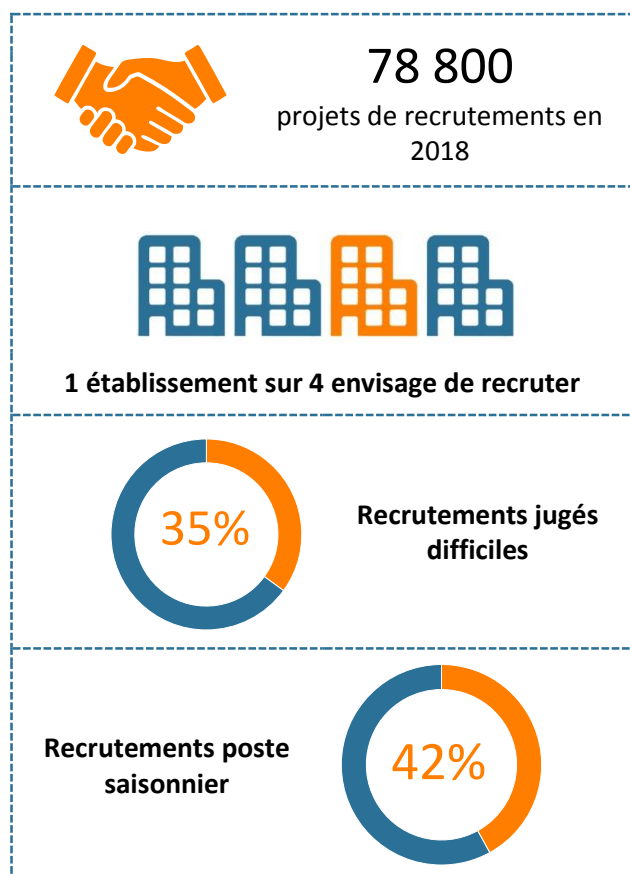 78 800
projets de recrutements en
2018
1 établissement sur 4 envisage de recruter
35%
Recrutements jugés
difficiles
Recrutements poste
saisonnier
42%